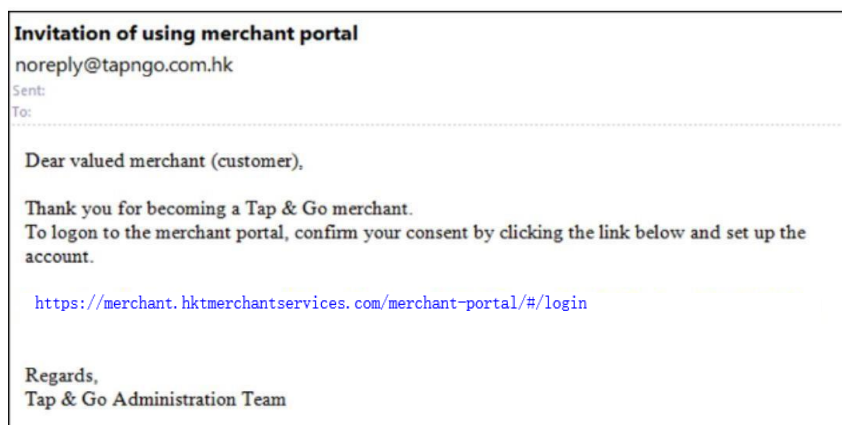 Invitation of using merchant portal
noreply@tapngo.com.hk
Sent:
To:
Dear valued merchant (customer),
Thank you for becoming a Tap & Go merchant.
To logon to the merchant portal, confirm your consent by clicking the link below and set up the
account.
https://merchant.hktmerchantservices.com/merchant-portal/#/login
Regards,
Tap & Go Administration Team